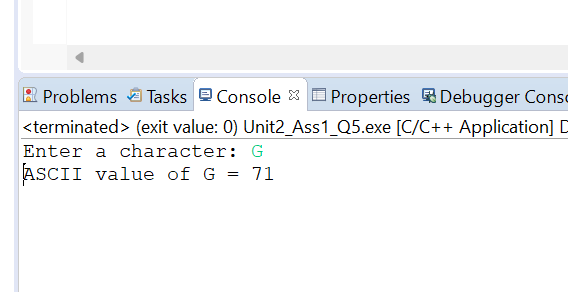 Problems Tasks Console Properties Debugger Conso
<terminated> (exit value: 0) Unit2_Ass1_Q5.exe [C/C++ Application] D
Enter a character: G
ASCII value of G = 71